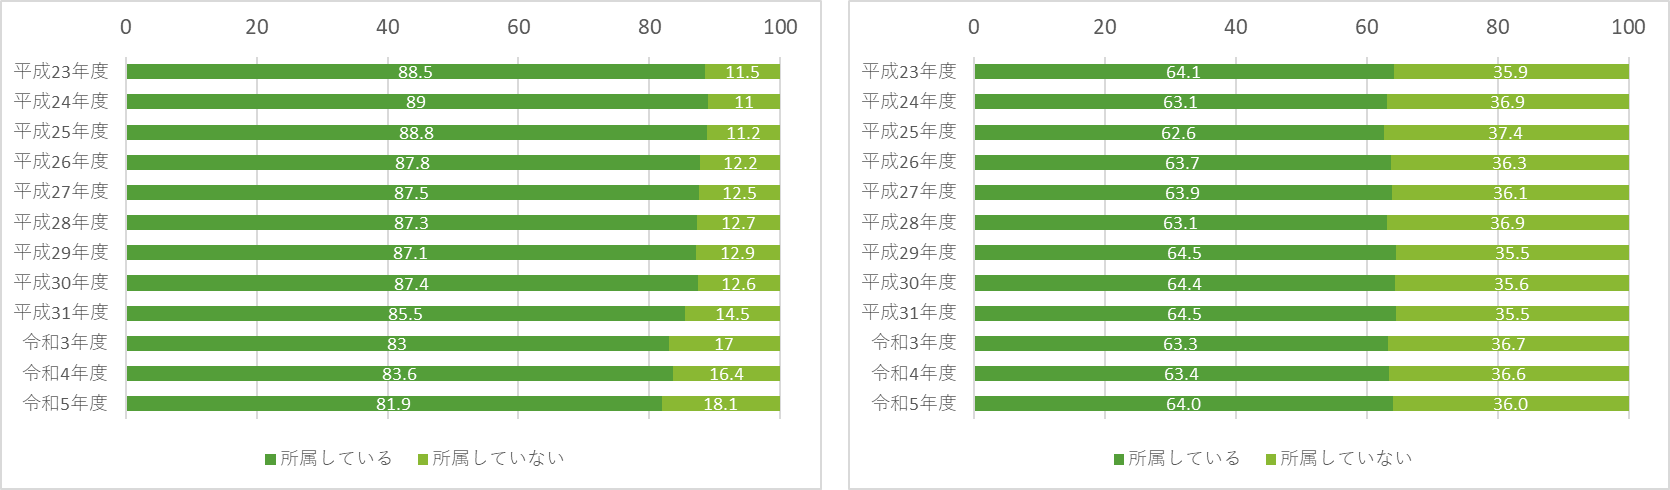 0 20 40 60 80 100
平成23年度 88.5 11.5
平成24年度 89 11
平成25年度 88.8 11.2
平成26年度 87.8 12.2
平成27年度 87.5 12.5
平成28年度 87.3 12.7
平成29年度 87.1 12.9
平成30年度 87.4 12.6
平成31年度 85.5 14.5
令和3年度 83 17
令和4年度 83.6 16.4
令和5年度 81.9 18.1
所属している 所属していない
0 20 40 60 80 100
平成23年度 64.1 35.9
平成24年度 63.1 36.9
平成25年度 62.6 37.4
平成26年度 63.7 36.3
平成27年度 63.9 36.1
平成28年度 63.1 36.9
平成29年度 64.5 35.5
平成30年度 64.4 35.6
平成31年度 64.5 35.5
令和3年度 63.3 36.7
令和4年度 63.4 36.6
令和5年度 64.0 36.0
所属している 所属していない